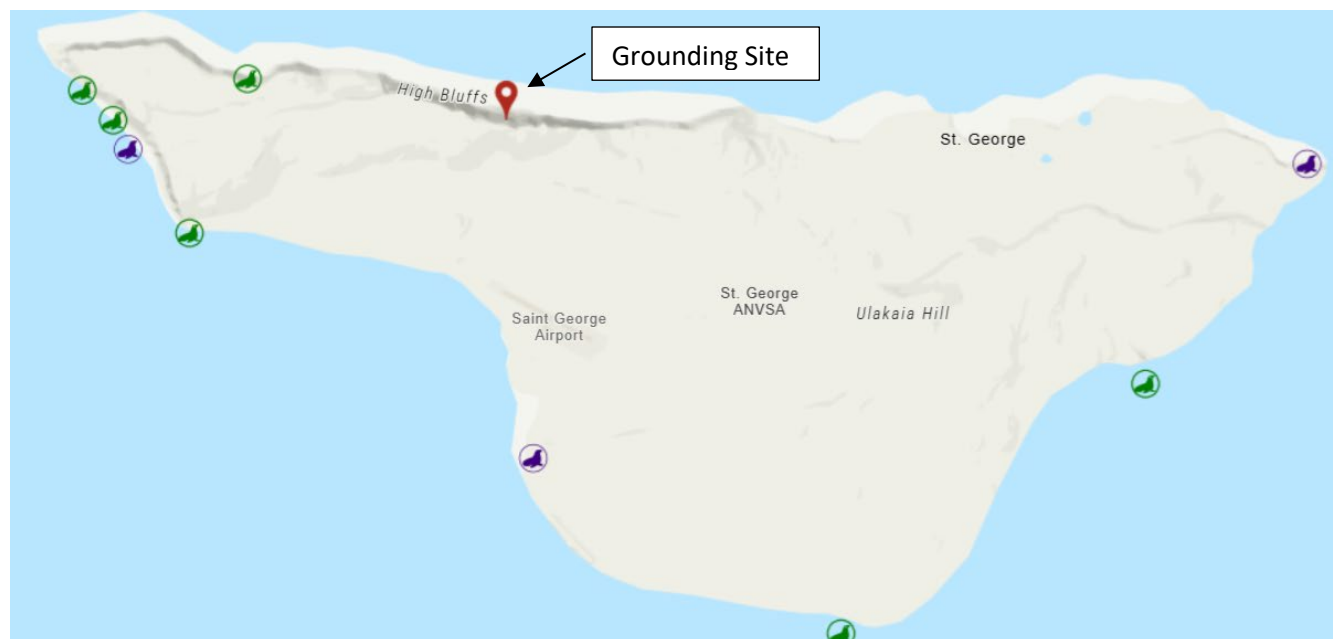 Grounding Site
High Bluffs
St. George
St. George
ANVSA
Ulakaia Hill
Saint George
Airport